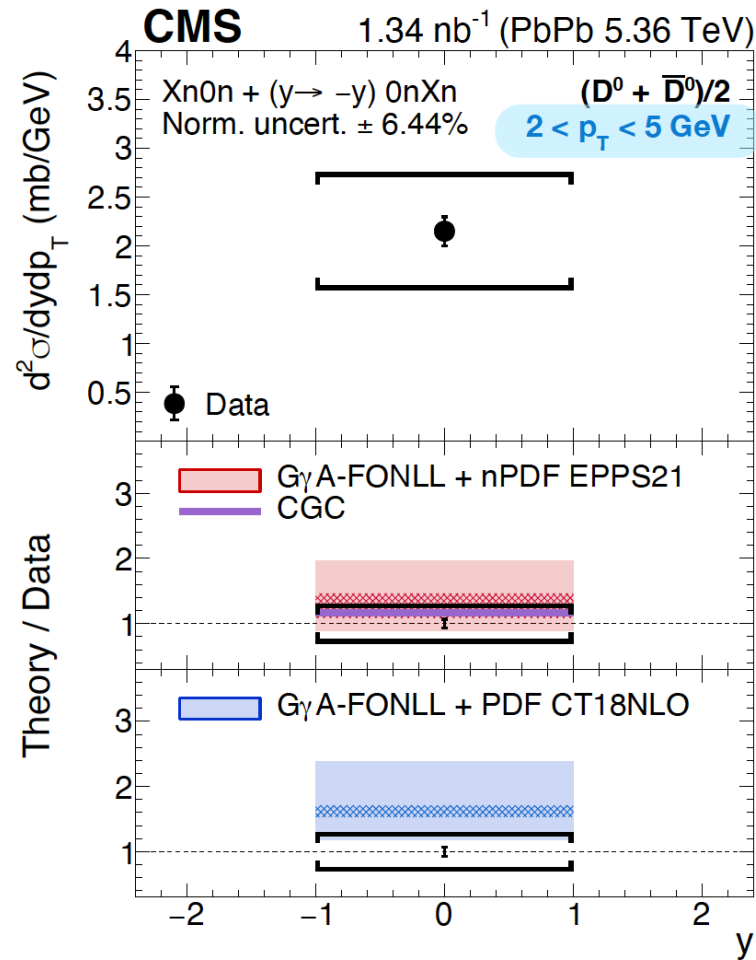 CMS 1.34 nb⁻¹ (PbPb 5.36 TeV)
4
Xn0n + (y→ -y) 0nXn (D⁰ + D̅⁰)/2
3.5
Norm. uncert. ± 6.44% 2 < p_T < 5 GeV
3
2.5
2
1.5
1
0.5
d²σ/dydp_T (mb/GeV)
Data
GγA-FONLL + nPDF EPPS21
CGC
3
2
1
Theory / Data
GγA-FONLL + PDF CT18NLO
3
2
1
−2 −1 0 1 2
y